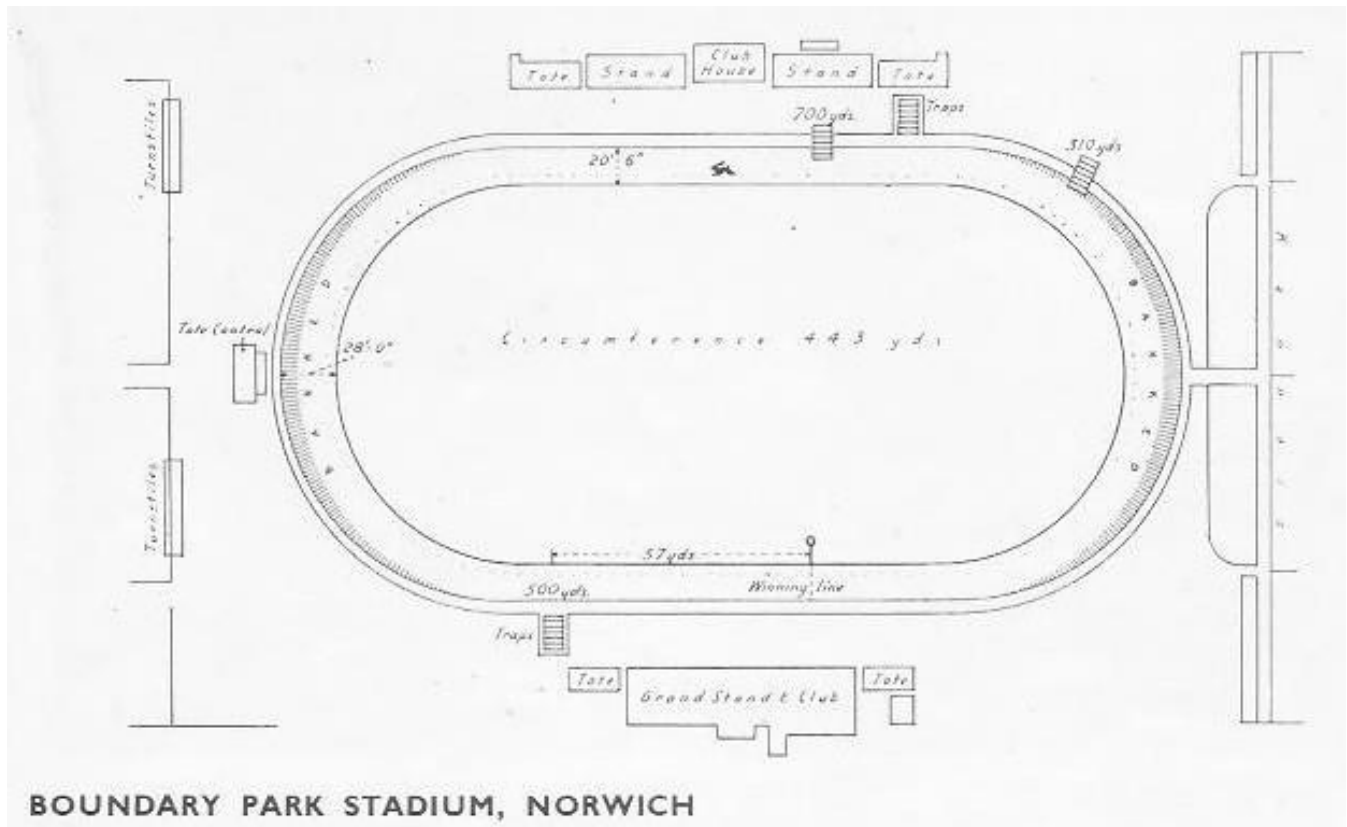 Tote
Stand
Club
House
Stand
Tote
Traps
700 yds.
310 yds
20' 6"
Turnstiles
BANKED
BANKED
Tote Control
28' 0"
Circumference 443 yds
Turnstiles
57 yds
500 yds.
Winning line
Traps
Tote
Grand Stand & Club
Tote
BOUNDARY PARK STADIUM, NORWICH